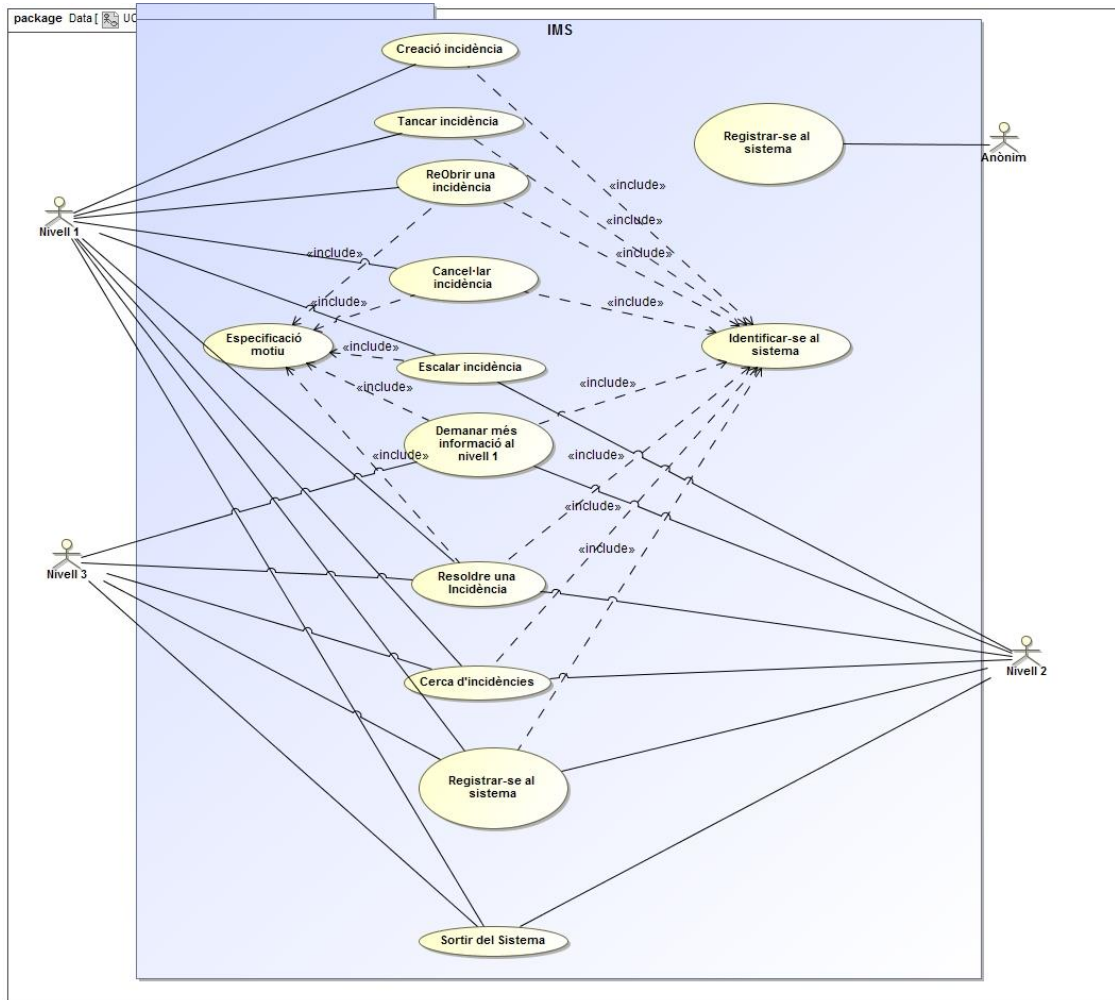 package Data [ UC
IMS
Creació incidència
Tancar incidència
Registrar-se al
sistema
Anònim
ReObrir una
incidència
«include»
«include»
Nivell 1
«include»
«include»
Cancel·lar
incidència
«include»
«include»
Especificació
motiu
Identificar-se al
sistema
«include»
Escalar incidència
«include»
«include»
Demanar més
informació al
nivell 1
«include»
«include»
«include»
«include»
Nivell 3
Resoldre una
Incidència
Nivell 2
Cerca d'incidències
Registrar-se al
sistema
Sortir del Sistema